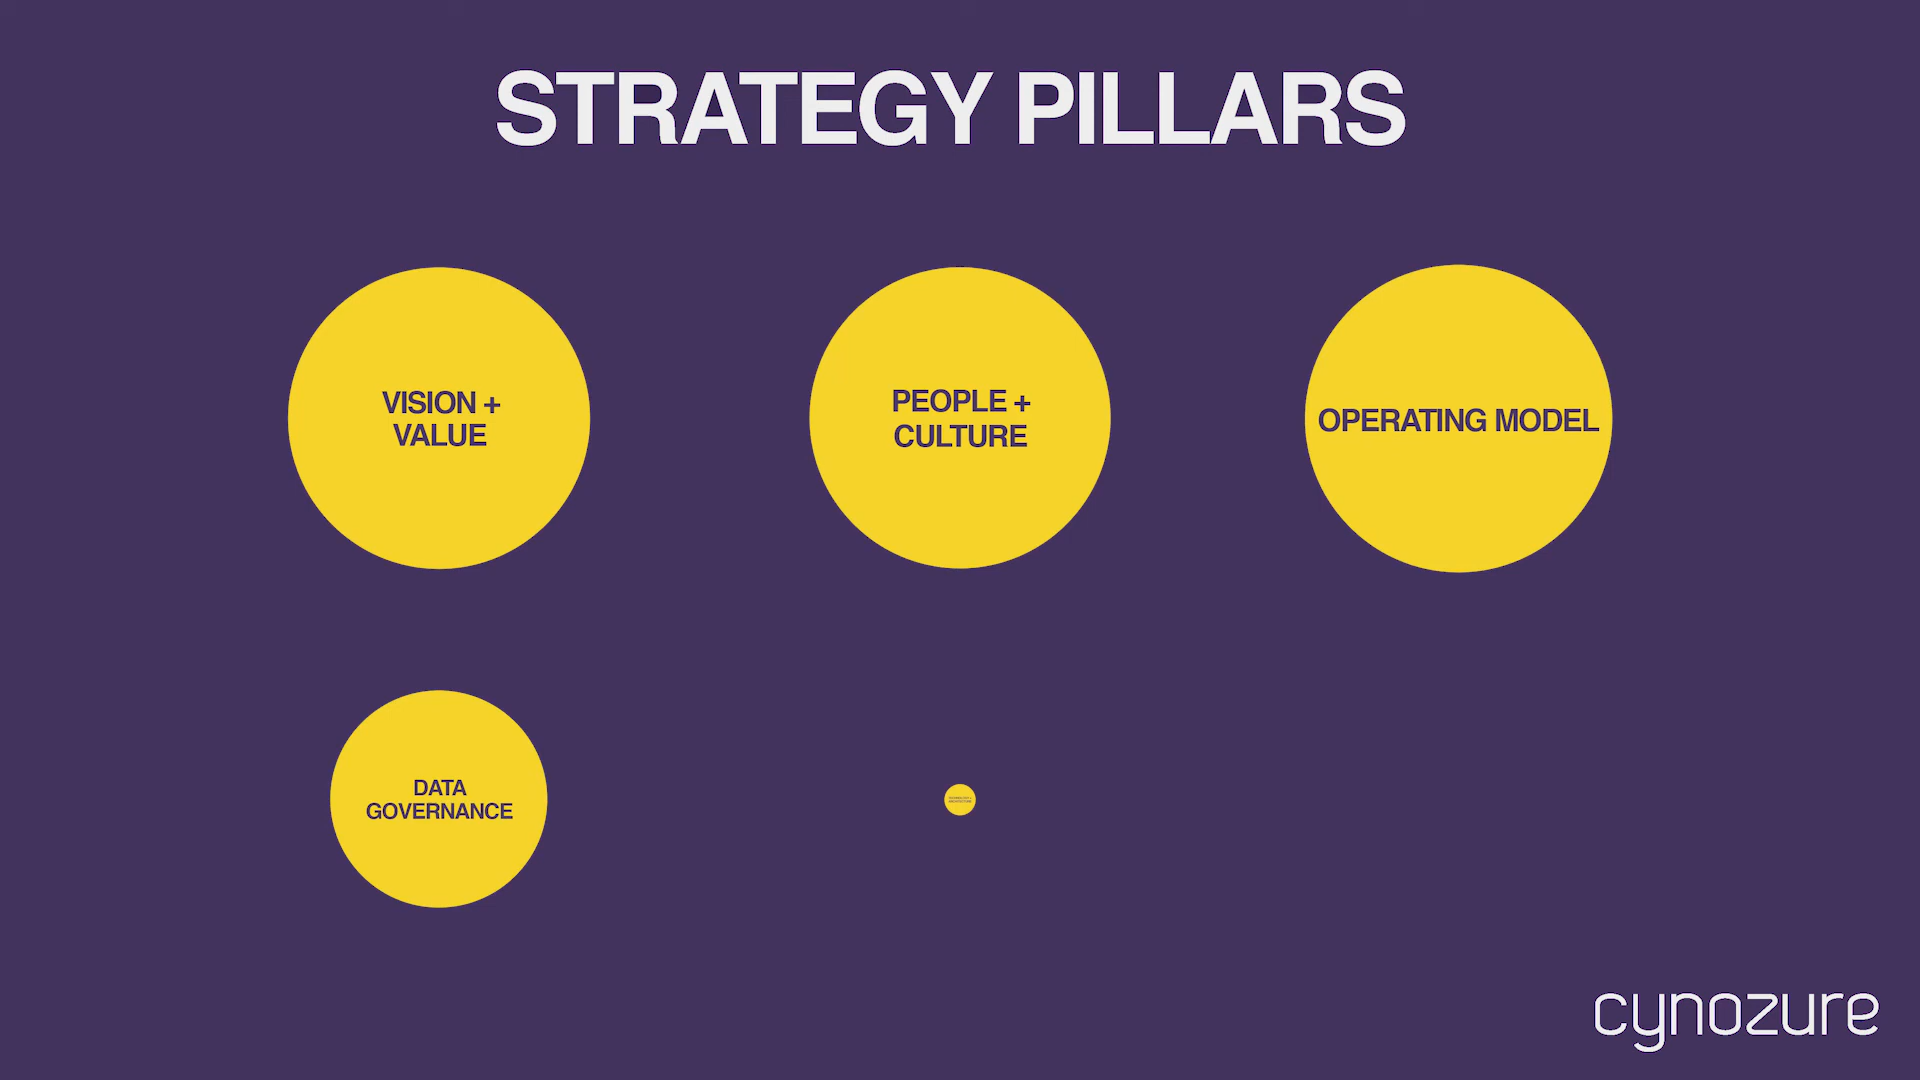 STRATEGY PILLARS
VISION +
VALUE
PEOPLE +
CULTURE
OPERATING MODEL
DATA
GOVERNANCE
cynozure